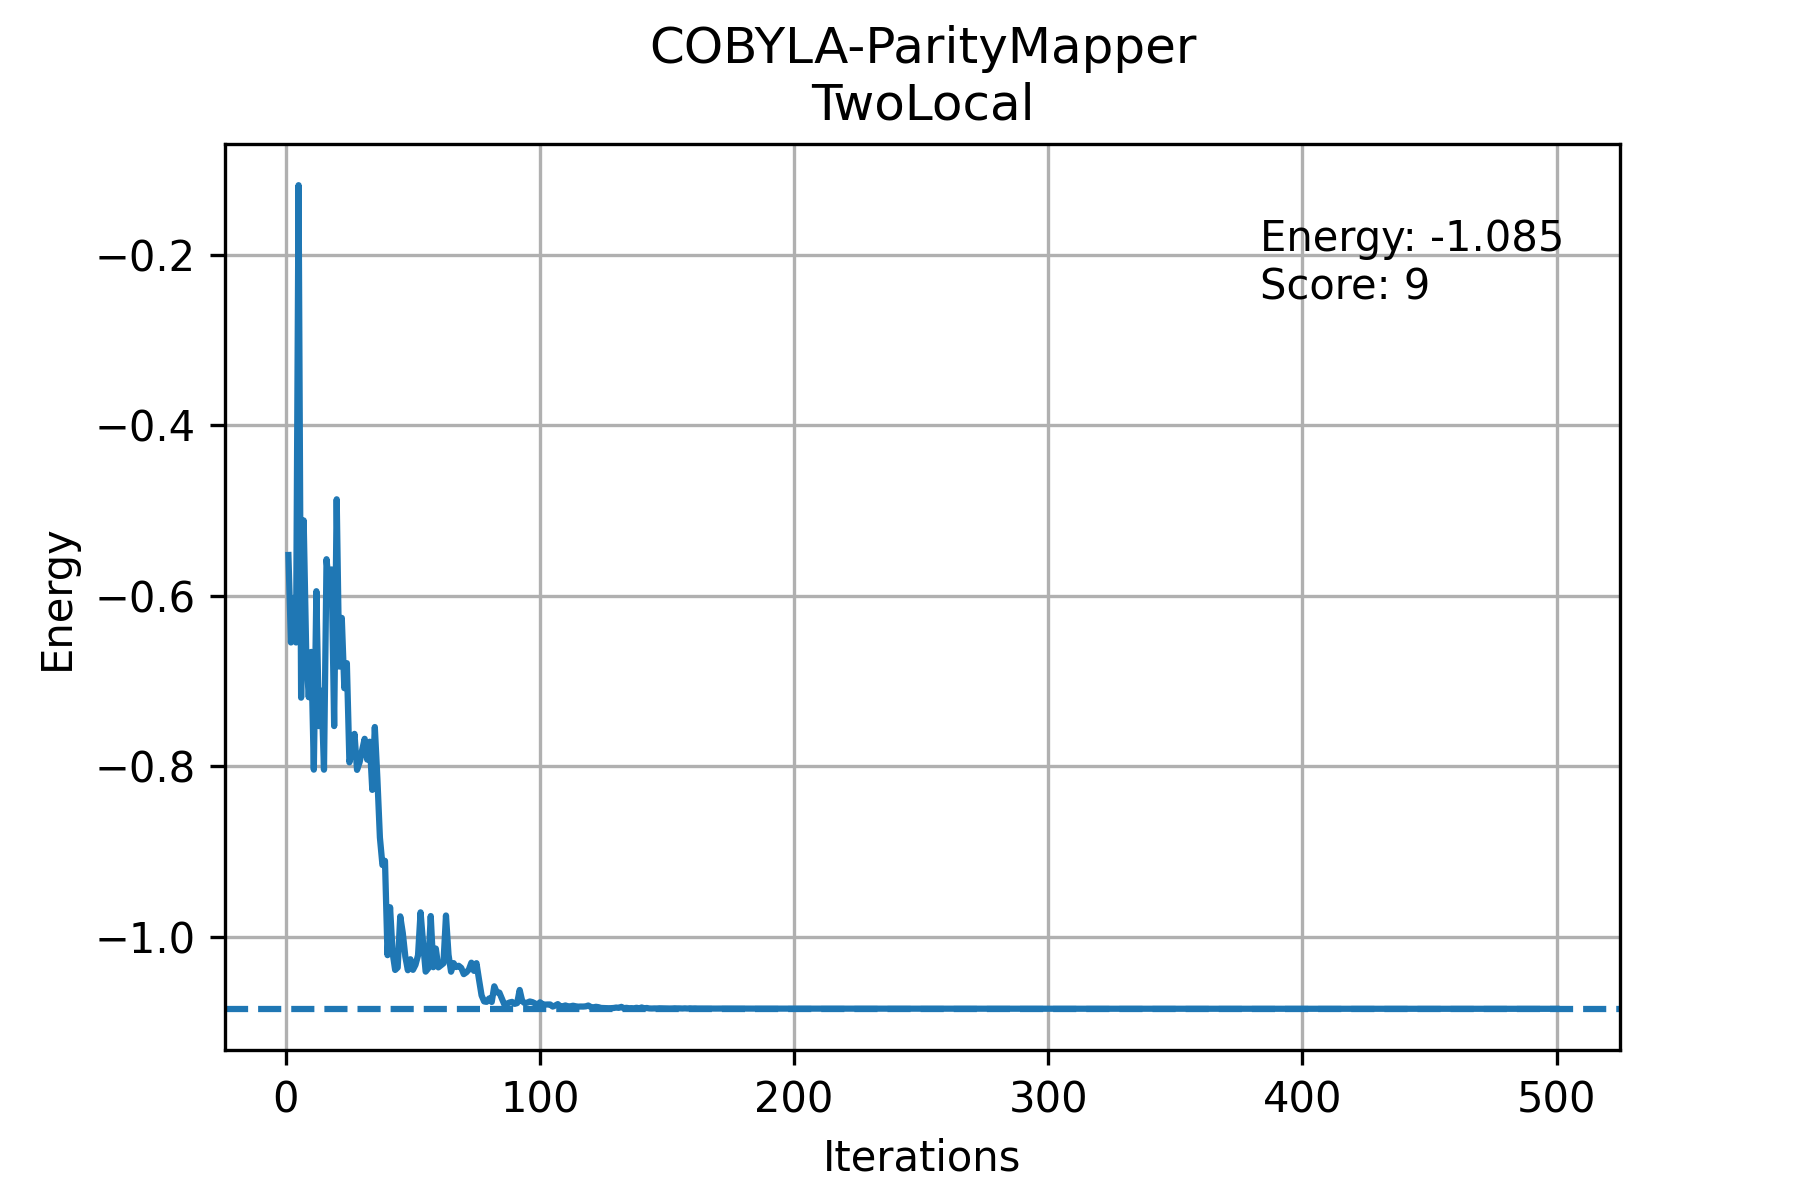 COBYLA-ParityMapper
TwoLocal
Energy: -1.085
Score: 9
−0.2
−0.4
−0.6
−0.8
−1.0
Energy
0 100 200 300 400 500
Iterations